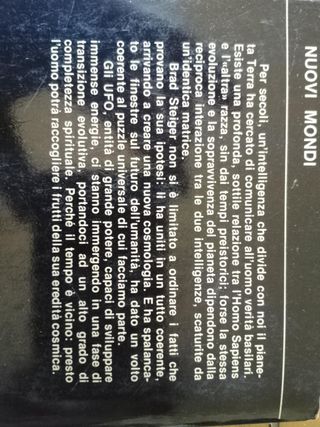 NUOVI MONDI
Per secoli, un'intelligenza che divide con noi il piane-
ta Terra ha cercato di comunicare all'uomo verità basilari.
Esiste una profonda, sottile relazione tra l'Homo Sapiens
e l'«altra» razza sin dai tempi preistorici; forse la stessa
evoluzione e la sopravvivenza del pianeta dipendono dalla
reciproca interazione tra le due intelligenze, scaturite da
un'identica matrice.
Brad Steiger non si è limitato a ordinare i fatti che
provano la sua ipotesi: li ha uniti in un tutto coerente,
arrivando a creare una nuova cosmologia. E ha spalanca-
to le finestre sul futuro dell'umanità, ha dato un volto
coerente al puzzle universale di cui facciamo parte.
Gli UFO, entità di grande potere, capaci di sviluppare
immense energie, ci stanno immergendo in una fase di
transizione evolutiva, portandoci ad un alto grado di
completezza spirituale. Perché il tempo è vicino: presto
l'uomo potrà raccogliere i frutti della sua eredità cosmica.